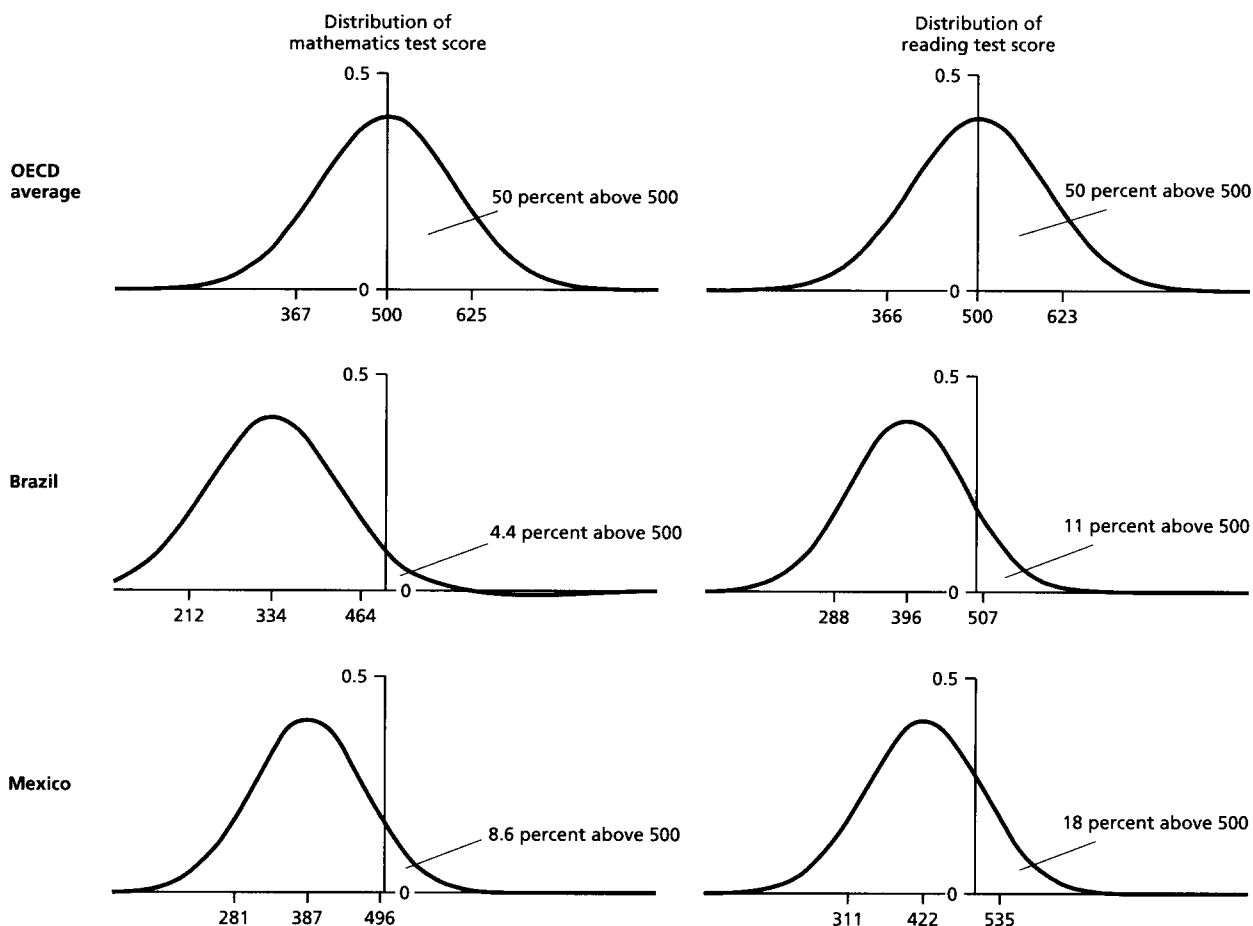 Distribution of
mathematics test score
Distribution of
reading test score
OECD
average
0.5
50 percent above 500
0
367
500
625
0.5
50 percent above 500
0
366
500
623
Brazil
0.5
4.4 percent above 500
0
212
334
464
0.5
11 percent above 500
0
288
396
507
Mexico
0.5
8.6 percent above 500
0
281
387
496
0.5
18 percent above 500
0
311
422
535